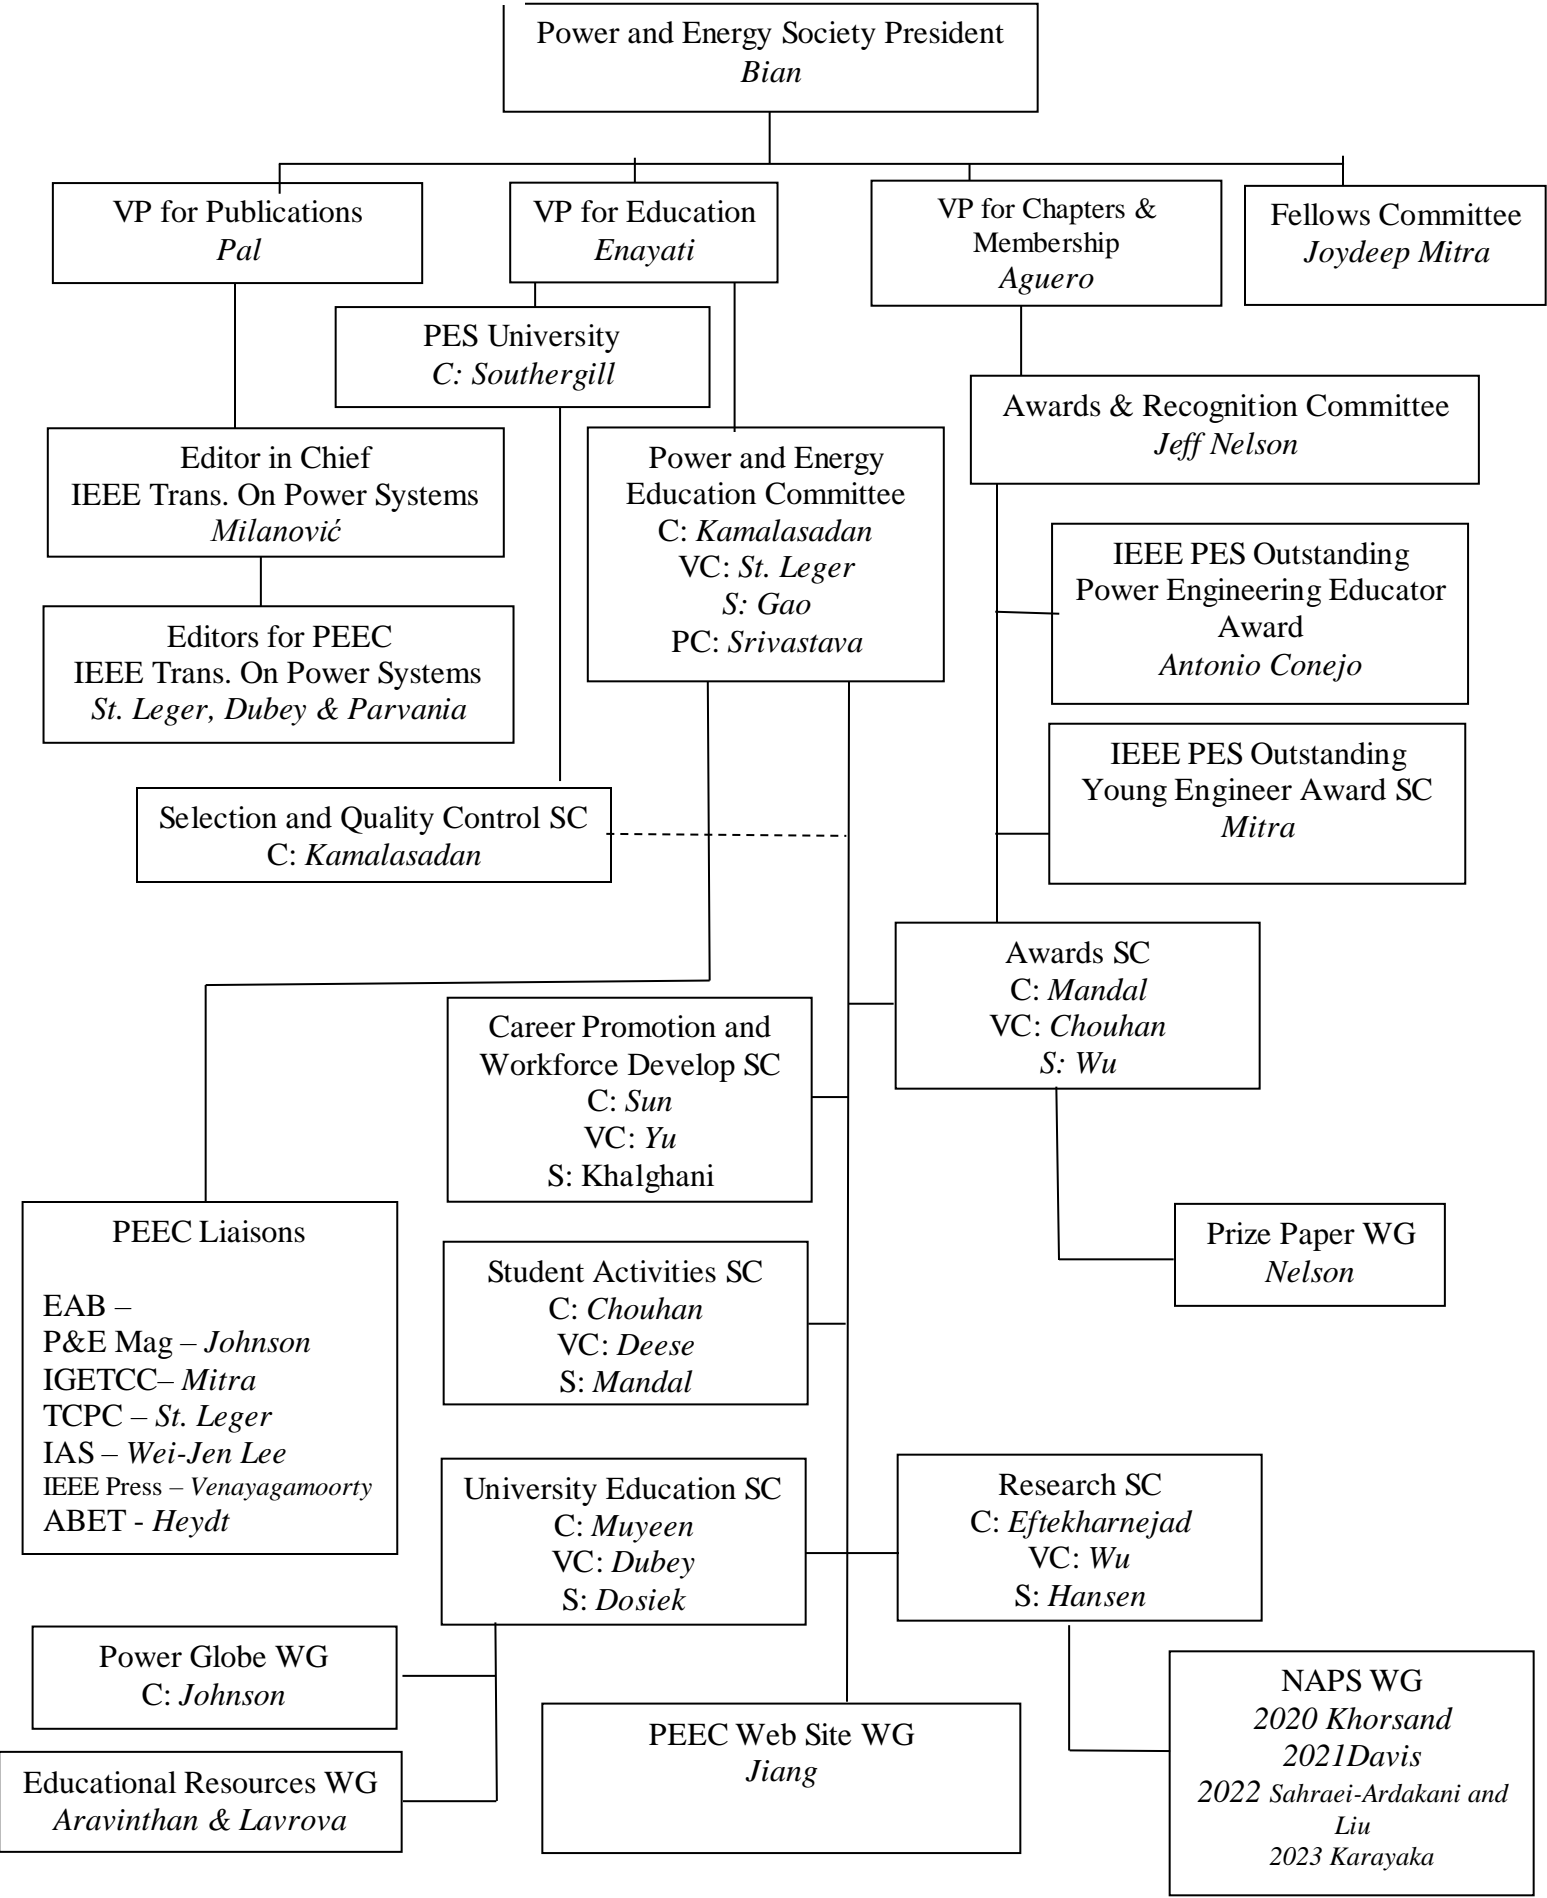 Power and Energy Society President
Bian
VP for Publications
Pal
VP for Education
Enayati
VP for Chapters &
Membership
Aguero
Fellows Committee
Joydeep Mitra
PES University
C: Southergill
Awards & Recognition Committee
Jeff Nelson
Editor in Chief
IEEE Trans. On Power Systems
Milanović
Power and Energy
Education Committee
C: Kamalasadan
VC: St. Leger
S: Gao
PC: Srivastava
IEEE PES Outstanding
Power Engineering Educator
Award
Antonio Conejo
Editors for PEEC
IEEE Trans. On Power Systems
St. Leger, Dubey & Parvania
IEEE PES Outstanding
Young Engineer Award SC
Mitra
Selection and Quality Control SC
C: Kamalasadan
Awards SC
C: Mandal
VC: Chouhan
S: Wu
Career Promotion and
Workforce Develop SC
C: Sun
VC: Yu
S: Khalghani
PEEC Liaisons
EAB –
P&E Mag – Johnson
IGETCC– Mitra
TCPC – St. Leger
IAS – Wei-Jen Lee
IEEE Press – Venayagamoorty
ABET - Heydt
Prize Paper WG
Nelson
Student Activities SC
C: Chouhan
VC: Deese
S: Mandal
University Education SC
C: Muyeen
VC: Dubey
S: Dosiek
Research SC
C: Eftekharnejad
VC: Wu
S: Hansen
Power Globe WG
C: Johnson
NAPS WG
2020 Khorsand
2021Davis
2022 Sahraei-Ardakani and
Liu
2023 Karayaka
PEEC Web Site WG
Jiang
Educational Resources WG
Aravinthan & Lavrova